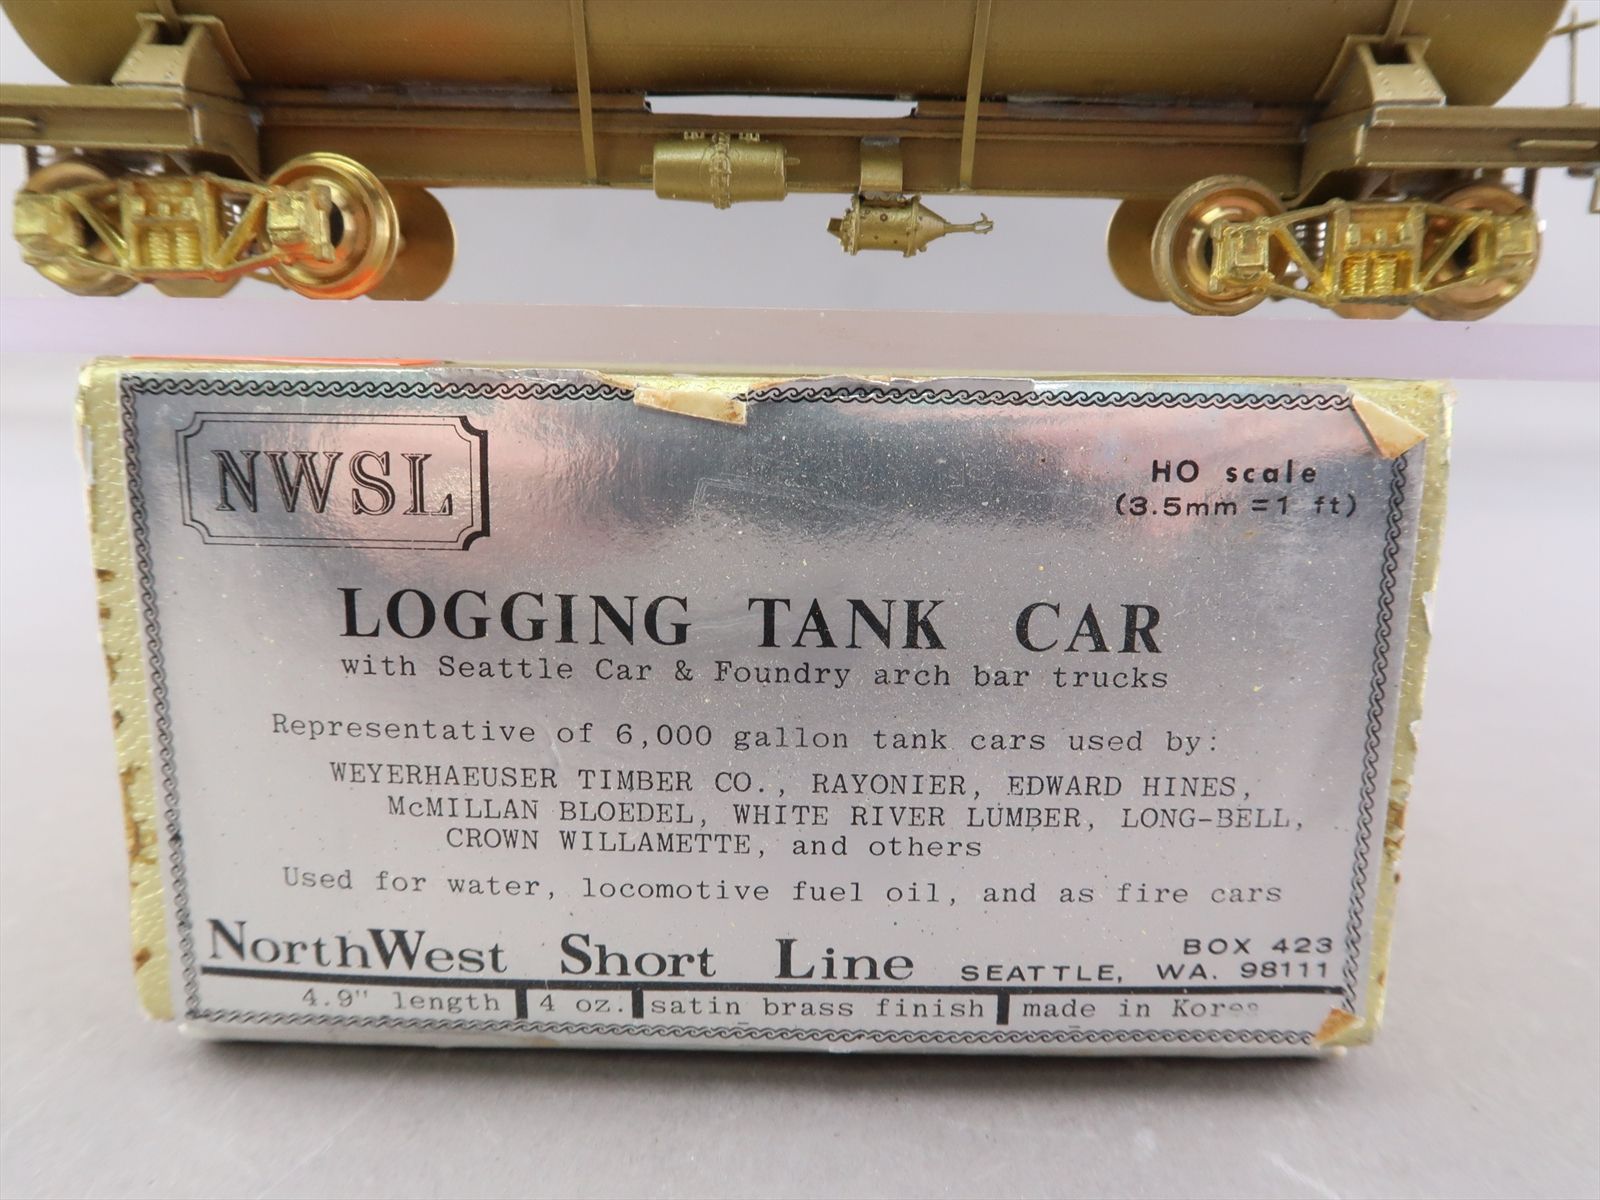 NWSL
HO scale
(3.5mm = 1 ft)
LOGGING TANK CAR
with Seattle Car & Foundry arch bar trucks
Representative of 6,000 gallon tank cars used by:
WEYERHAEUSER TIMBER CO., RAYONIER, EDWARD HINES,
McMILLAN BLOEDEL, WHITE RIVER LUMBER, LONG-BELL,
CROWN WILLAMETTE, and others
Used for water, locomotive fuel oil, and as fire cars
NorthWest Short Line
BOX 423
SEATTLE, WA. 98111
4.9" length 4 oz. satin brass finish made in Korea